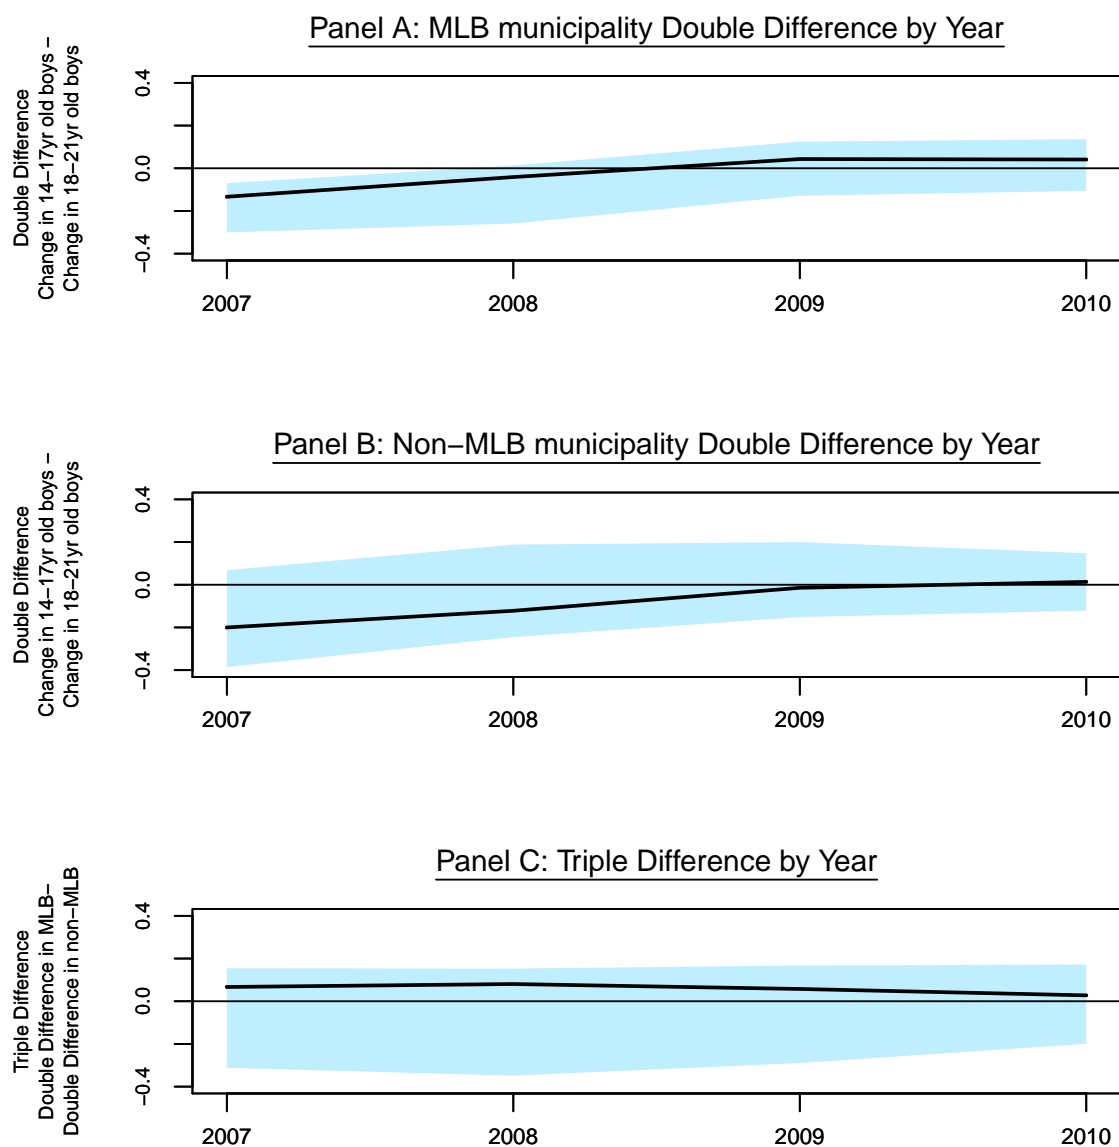 Panel A: MLB municipality Double Difference by Year
Double Difference
Change in 14−17yr old boys −
Change in 18−21yr old boys
0.4
0.0
−0.4
2007 2008 2009 2010
Panel B: Non−MLB municipality Double Difference by Year
Double Difference
Change in 14−17yr old boys −
Change in 18−21yr old boys
0.4
0.0
−0.4
2007 2008 2009 2010
Panel C: Triple Difference by Year
Triple Difference
Double Difference in MLB−
Double Difference in non−MLB
0.4
0.0
−0.4
2007 2008 2009 2010